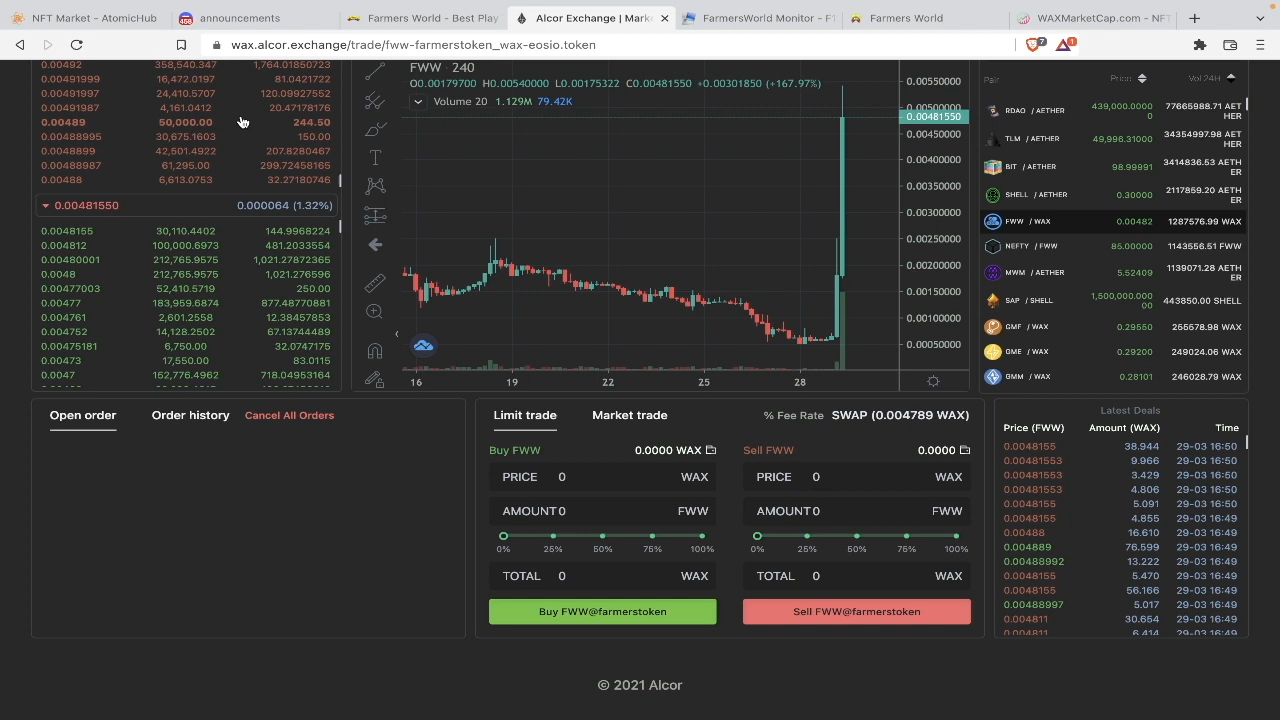 NFT Market - AtomicHub
announcements
Farmers World - Best Play
Alcor Exchange | Marke
FarmersWorld Monitor - F1
Farmers World
WAXMarketCap.com - NFT
wax.alcor.exchange/trade/fww-farmerstoken_wax-eosio.token
7
1
0.00492 358,540.347 1,764.01850723
0.00491999 16,472.0197 81.0421722
0.00491997 24,410.5707 120.09927552
0.00491987 4,161.0412 20.47178176
0.00489 50,000.00 244.50
0.00488995 30,675.1603 150.00
0.0048899 42,501.4922 207.8280467
0.00488987 61,295.00 299.72458165
0.00488 6,613.0753 32.27180746
0.00481550 0.000064 (1.32%)
0.0048155 30,110.4402 144.9968224
0.004812 100,000.6973 481.2033554
0.00480001 212,765.9575 1,021.27872365
0.0048 212,765.9575 1,021.276596
0.00477003 52,410.5719 250.00
0.00477 183,959.6874 877.48770881
0.004761 2,601.2558 12.38457853
0.004752 14,128.2502 67.13744489
0.00475181 6,750.00 32.0747175
0.00473 17,550.00 83.0115
0.0047 152,776.4962 718.04953214
FWW · 240
O0.00179700 H0.00540000 L0.00175322 C0.00481550 +0.00301850 (+167.97%)
Volume 20 1.129M 79.42K
0.00550000
0.00500000
0.00481550
0.00450000
0.00400000
0.00350000
0.00300000
0.00250000
0.00200000
0.00150000
0.00100000
0.00050000
16 19 22 25 28
Pair Price Vol 24H
RDAO / AETHER 439,000.00000 77665988.71 AETHER
TLM / AETHER 49,996.31000 34354997.98 AETHER
BIT / AETHER 98.99991 3414836.53 AETHER
SHELL / AETHER 0.30000 2117859.20 AETHER
FWW / WAX 0.00482 1287576.99 WAX
NEFTY / FWW 85.00000 1143556.51 FWW
MWM / AETHER 5.52409 1139071.28 AETHER
SAP / SHELL 1,500,000.00000 443850.00 SHELL
GMF / WAX 0.29550 255578.98 WAX
GME / WAX 0.29200 249024.06 WAX
GMM / WAX 0.28101 246028.79 WAX
Open order Order history Cancel All Orders
Limit trade Market trade % Fee Rate SWAP (0.004789 WAX)
Buy FWW 0.0000 WAX
Sell FWW 0.0000
PRICE 0 WAX
PRICE 0 WAX
AMOUNT 0 FWW
AMOUNT 0 FWW
0% 25% 50% 75% 100%
0% 25% 50% 75% 100%
TOTAL 0 WAX
TOTAL 0 WAX
Buy FWW@farmerstoken
Sell FWW@farmerstoken
Latest Deals
Price (FWW) Amount (WAX) Time
0.0048155 38.944 29-03 16:50
0.00481553 9.966 29-03 16:50
0.00481553 3.429 29-03 16:50
0.00481553 4.806 29-03 16:50
0.0048155 5.091 29-03 16:50
0.0048155 4.855 29-03 16:49
0.00488 16.610 29-03 16:49
0.004889 76.599 29-03 16:49
0.00488992 13.222 29-03 16:49
0.0048155 5.470 29-03 16:49
0.0048155 56.166 29-03 16:49
0.00488997 5.017 29-03 16:49
0.004811 30.654 29-03 16:49
0.004811 6.414 29-03 16:49
© 2021 Alcor